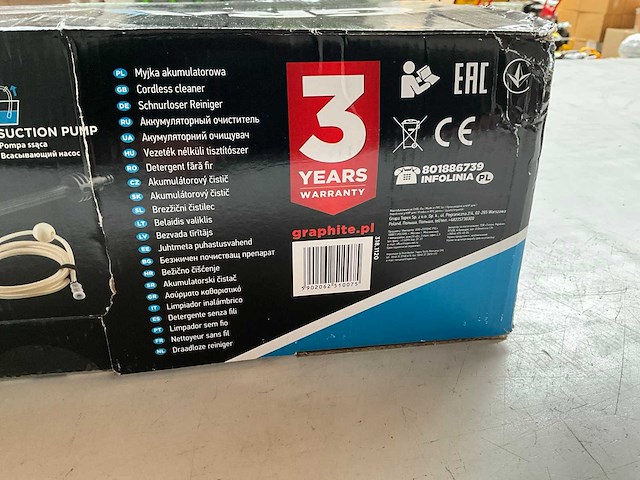 SUCTION PUMP
Pompa ssąca
Всасывающий насос
PL Myjka akumulatorowa
GB Cordless cleaner
DE Schnurloser Reiniger
RU Аккумуляторный очиститель
UA Акумуляторний очищувач
HU Vezeték nélküli tisztítószer
RO Detergent fără fir
CZ Akumulátorový čistič
SK Akumulátorový čistič
SL Brezžični čistilec
LT Belaidis valiklis
LV Bezvada tīrītājs
EE Juhtmeta puhastusvahend
BG Безжичен почистващ препарат
HR Bežično čišćenje
SR Akumulatorski čistač
GR Ασύρματο καθαριστικό
IT Limpiador inalámbrico
ES Detergente senza fili
PT Limpador sem fio
FR Nettoyeur sans fil
NL Draadloze reiniger
3
YEARS
WARRANTY
graphite.pl
5902062310073
318.720
EAC
CE
801886739
INFOLINIA PL